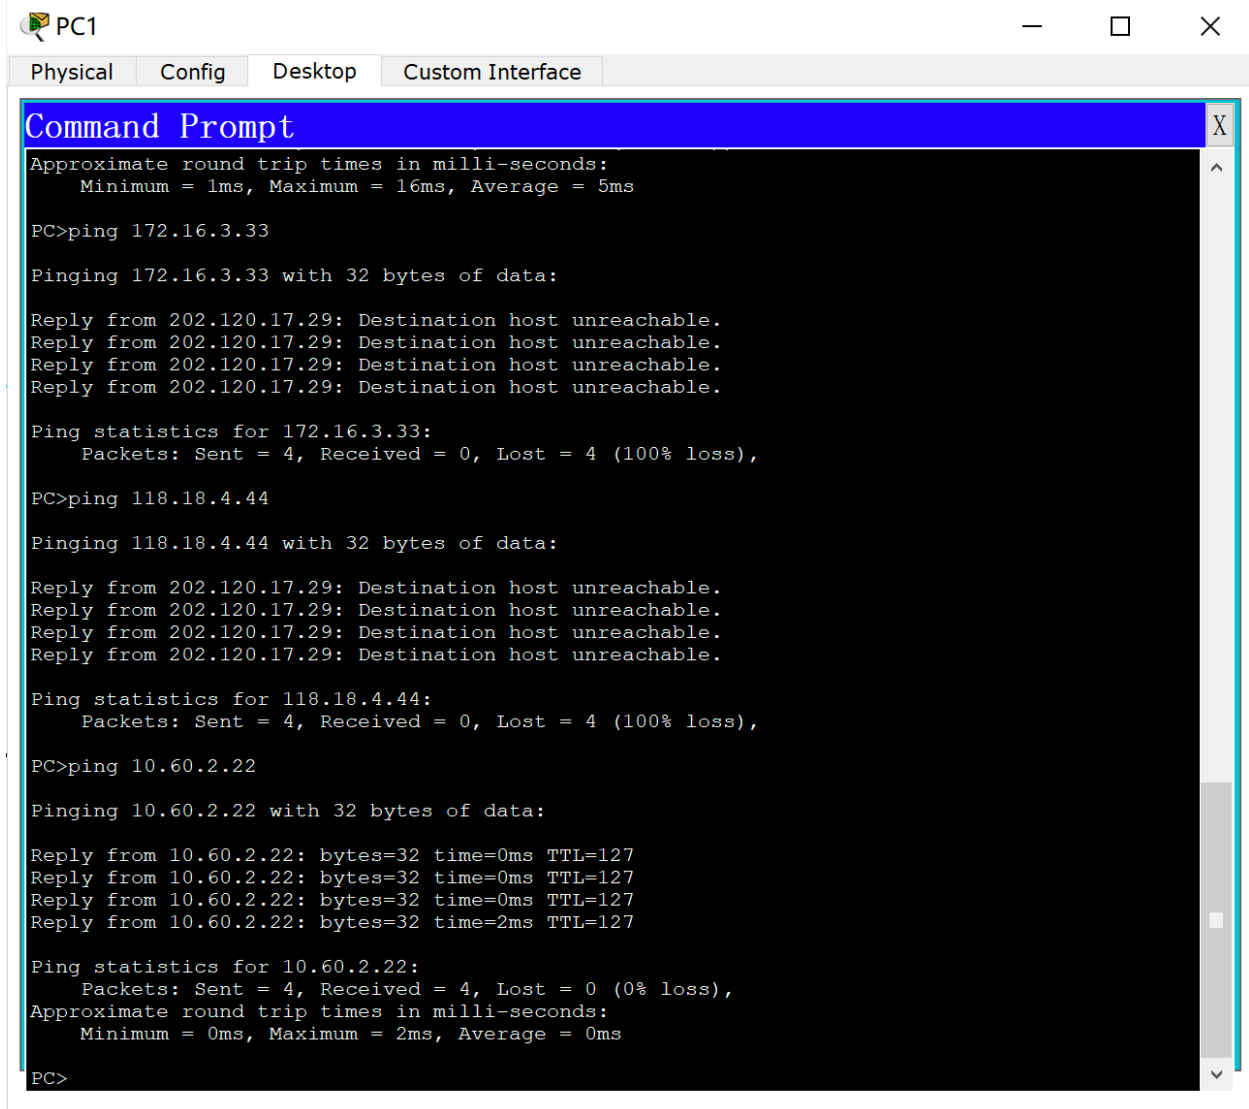 PC1
Physical Config Desktop Custom Interface
Command Prompt X
Approximate round trip times in milli-seconds:
Minimum = 1ms, Maximum = 16ms, Average = 5ms
PC>ping 172.16.3.33
Pinging 172.16.3.33 with 32 bytes of data:
Reply from 202.120.17.29: Destination host unreachable.
Reply from 202.120.17.29: Destination host unreachable.
Reply from 202.120.17.29: Destination host unreachable.
Reply from 202.120.17.29: Destination host unreachable.
Ping statistics for 172.16.3.33:
Packets: Sent = 4, Received = 0, Lost = 4 (100% loss),
PC>ping 118.18.4.44
Pinging 118.18.4.44 with 32 bytes of data:
Reply from 202.120.17.29: Destination host unreachable.
Reply from 202.120.17.29: Destination host unreachable.
Reply from 202.120.17.29: Destination host unreachable.
Reply from 202.120.17.29: Destination host unreachable.
Ping statistics for 118.18.4.44:
Packets: Sent = 4, Received = 0, Lost = 4 (100% loss),
PC>ping 10.60.2.22
Pinging 10.60.2.22 with 32 bytes of data:
Reply from 10.60.2.22: bytes=32 time=0ms TTL=127
Reply from 10.60.2.22: bytes=32 time=0ms TTL=127
Reply from 10.60.2.22: bytes=32 time=0ms TTL=127
Reply from 10.60.2.22: bytes=32 time=2ms TTL=127
Ping statistics for 10.60.2.22:
Packets: Sent = 4, Received = 4, Lost = 0 (0% loss),
Approximate round trip times in milli-seconds:
Minimum = 0ms, Maximum = 2ms, Average = 0ms
PC>